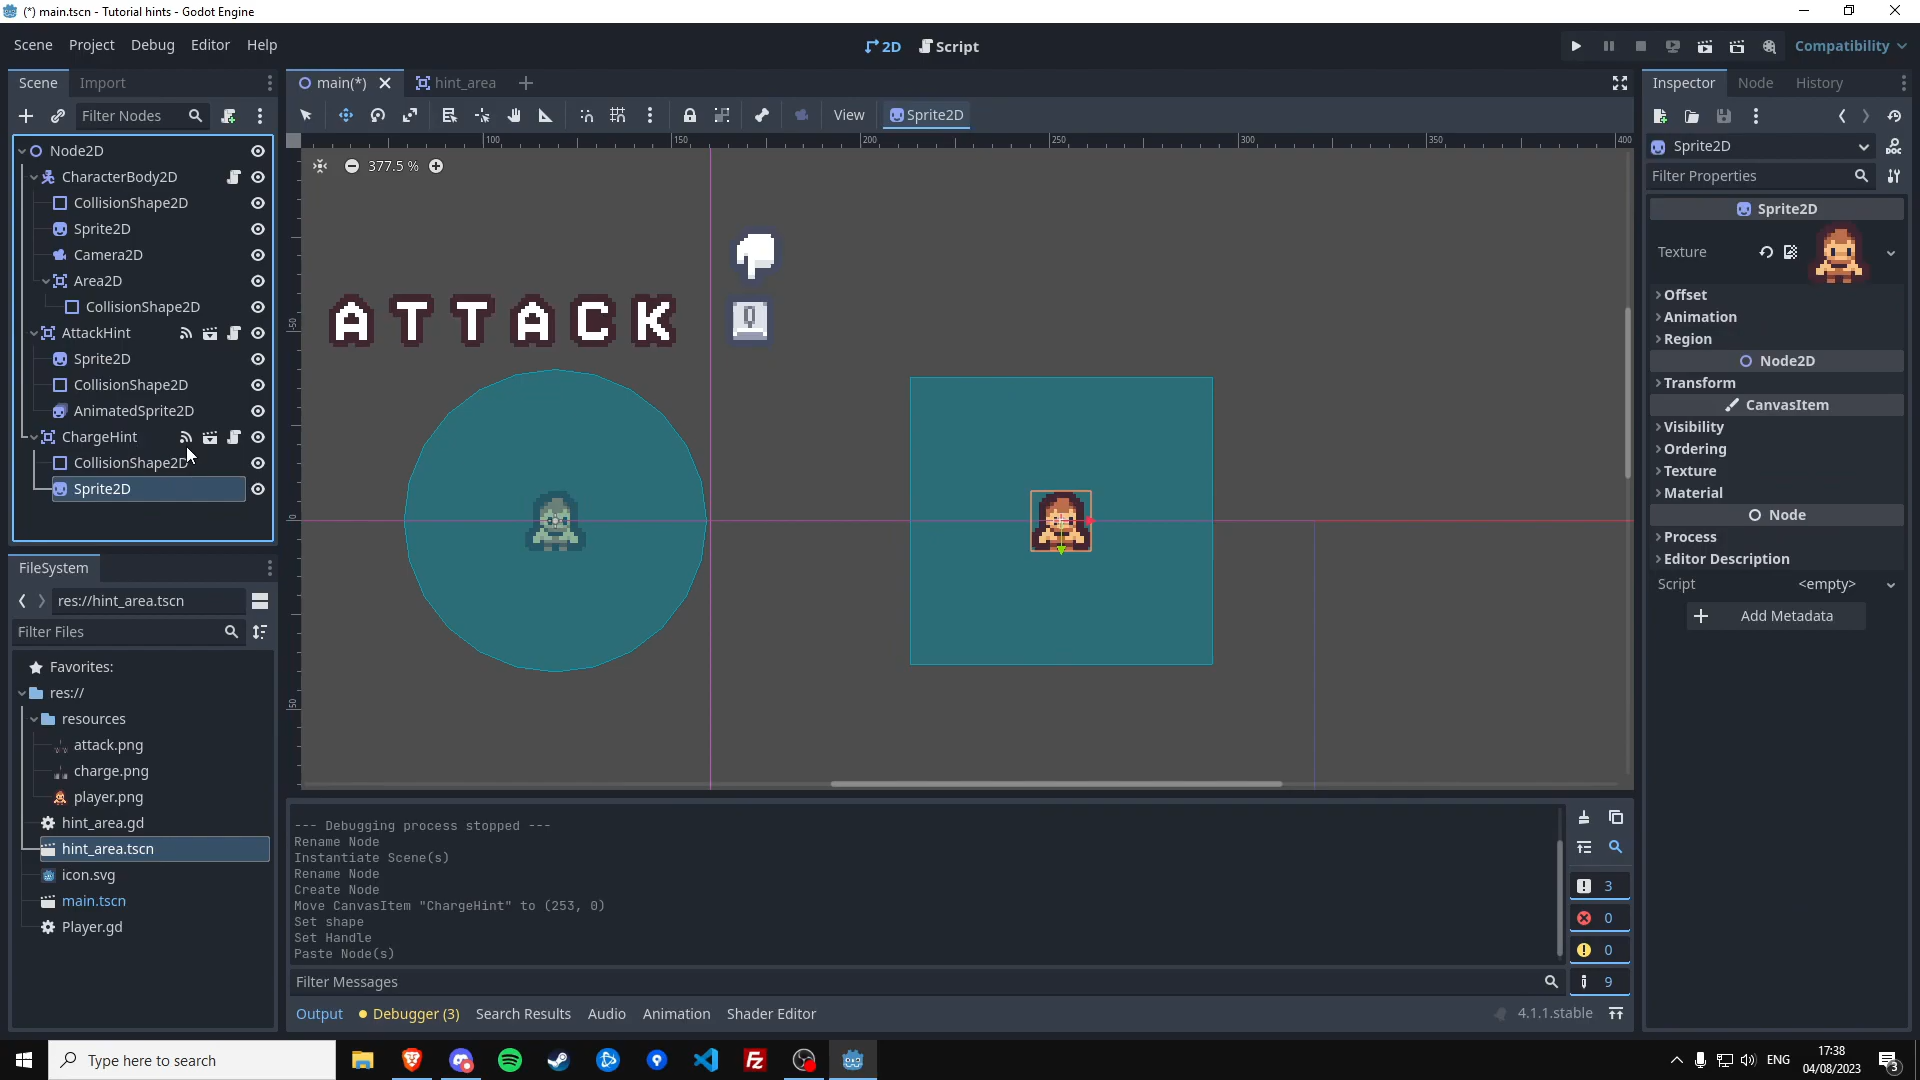 (*) main.tscn - Tutorial hints - Godot Engine
Scene Project Debug Editor Help
2D Script
Compatibility
Scene Import
Filter Nodes
Node2D
CharacterBody2D
CollisionShape2D
Sprite2D
Camera2D
Area2D
CollisionShape2D
AttackHint
Sprite2D
CollisionShape2D
AnimatedSprite2D
ChargeHint
CollisionShape2D
Sprite2D
FileSystem
res://hint_area.tscn
Filter Files
Favorites:
res://
resources
attack.png
charge.png
player.png
hint_area.gd
hint_area.tscn
icon.svg
main.tscn
Player.gd
main(*) hint_area
View Sprite2D
100 150 200 250 300 350 400
377.5 %
50
0
50
ATTACK
Q
--- Debugging process stopped ---
Rename Node
Instantiate Scene(s)
Rename Node
Create Node
Move CanvasItem "ChargeHint" to (253, 0)
Set shape
Set Handle
Paste Node(s)
3
0
0
9
Filter Messages
Output Debugger (3) Search Results Audio Animation Shader Editor 4.1.1.stable
Inspector Node History
Sprite2D
DOC
Filter Properties
Sprite2D
Texture
Offset
Animation
Region
Node2D
Transform
CanvasItem
Visibility
Ordering
Texture
Material
Node
Process
Editor Description
Script <empty>
Add Metadata
Type here to search
ENG
17:38
04/08/2023
3